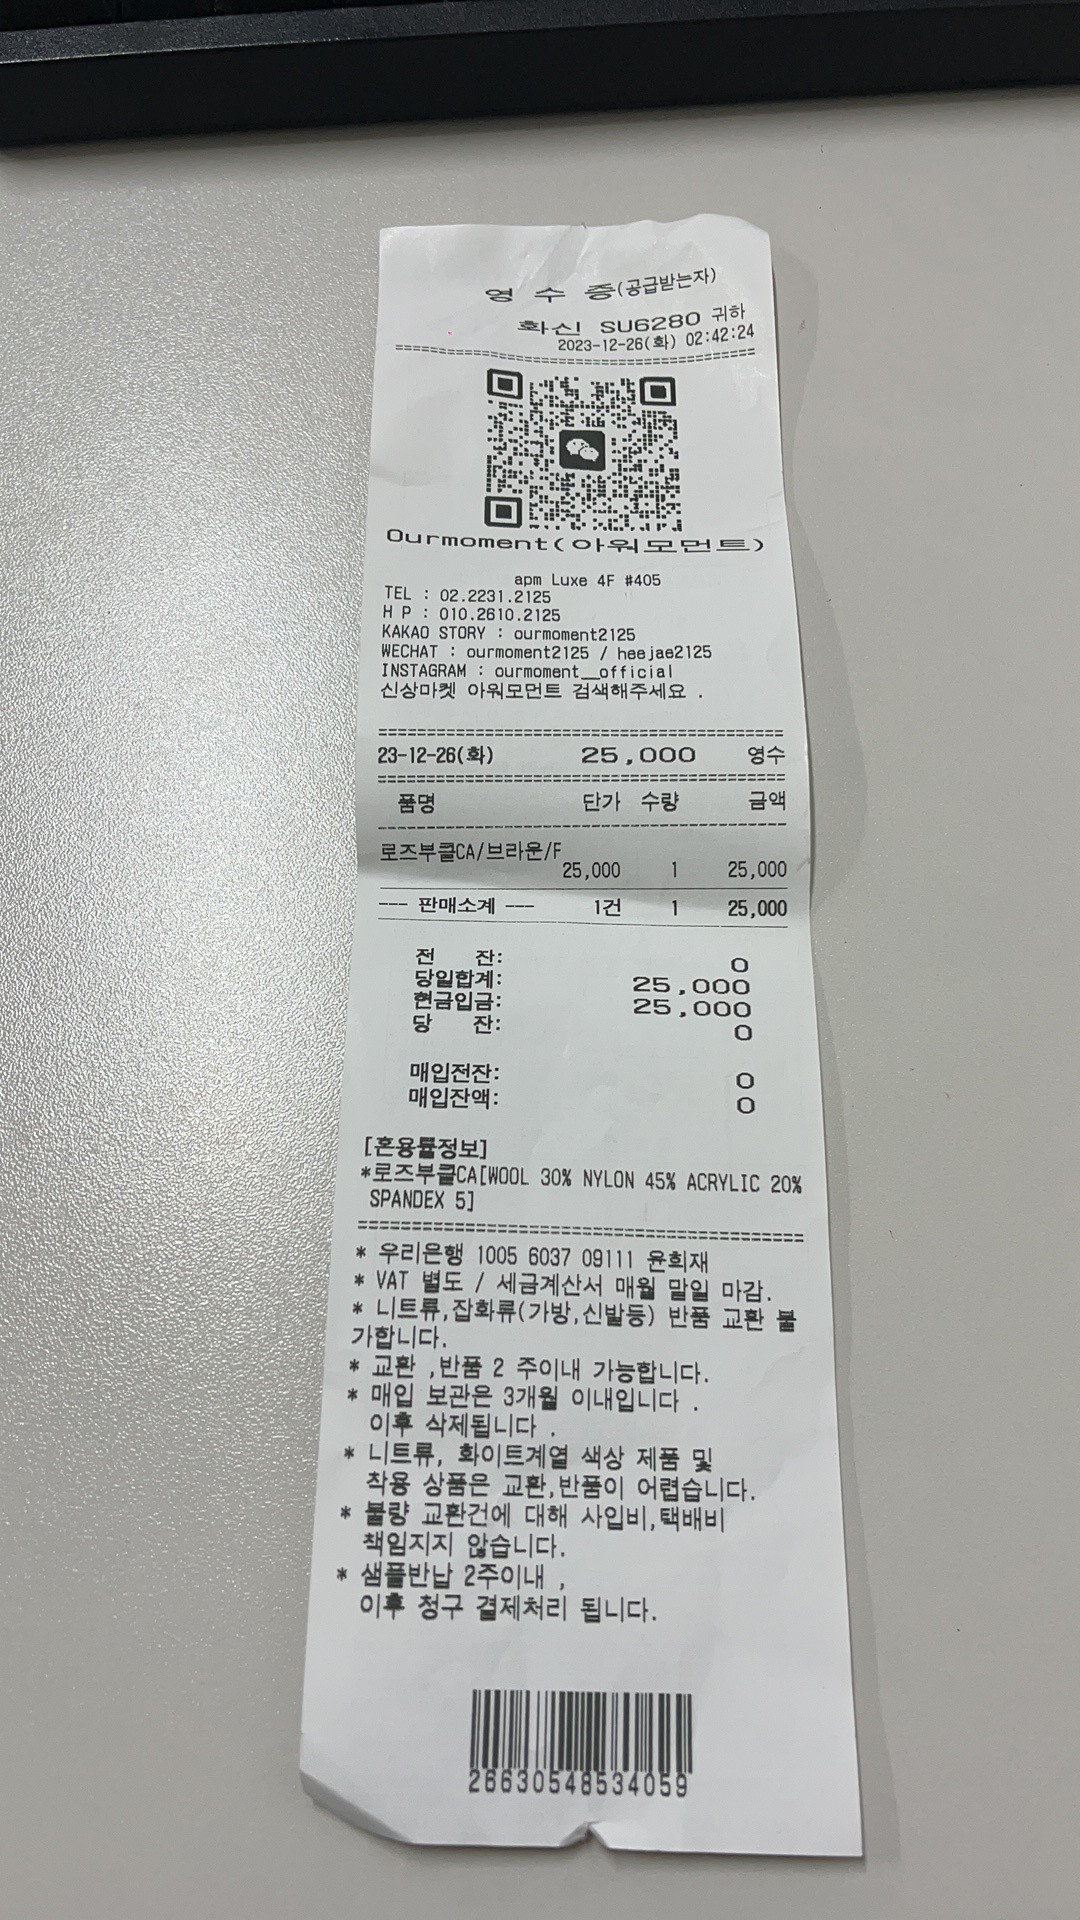 영 수 증(공급받는자)
화신 SU6280 귀하
2023-12-26(화) 02:42:24
Ourmoment(아워모먼트)
apm Luxe 4F #405
TEL : 02.2231.2125
H P : 010.2610.2125
KAKAO STORY : ourmoment2125
WECHAT : ourmoment2125 / heejae2125
INSTAGRAM : ourmoment__official
신상마켓 아워모먼트 검색해주세요 .
23-12-26(화) 25,000 영수
품명 단가 수량 금액
로즈부클CA/브라운/F
25,000 1 25,000
--- 판매소계 --- 1건 1 25,000
전 잔: 0
당일합계: 25,000
현금입금: 25,000
당 잔: 0
매입전잔: 0
매입잔액: 0
[혼용률정보]
*로즈부클CA[WOOL 30% NYLON 45% ACRYLIC 20%
SPANDEX 5]
* 우리은행 1005 6037 09111 윤희재
* VAT 별도 / 세금계산서 매월 말일 마감.
* 니트류,잡화류(가방,신발등) 반품 교환 불
가합니다.
* 교환 ,반품 2 주이내 가능합니다.
* 매입 보관은 3개월 이내입니다 .
이후 삭제됩니다 .
* 니트류, 화이트계열 색상 제품 및
착용 상품은 교환,반품이 어렵습니다.
* 불량 교환건에 대해 사입비,택배비
책임지지 않습니다.
* 샘플반납 2주이내 ,
이후 청구 결제처리 됩니다.
26630548534059